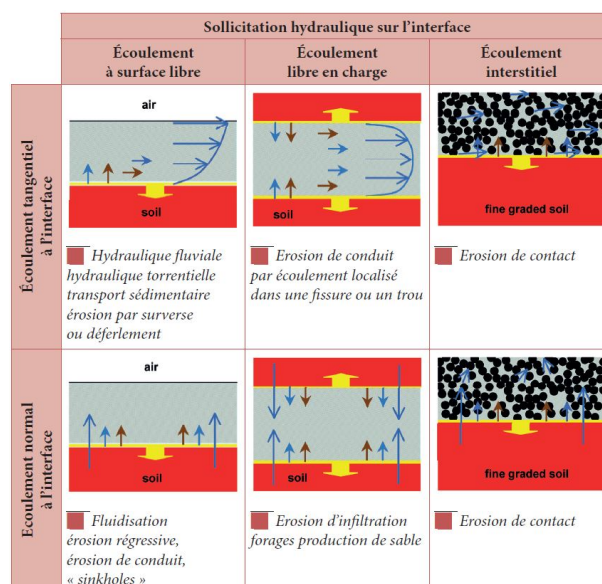 Sollicitation hydraulique sur l'interface
Écoulement
à surface libre
Écoulement
libre en charge
Écoulement
interstitiel
Écoulement tangentiel
à l'interface
air
soil
soil
fine graded soil
Hydraulique fluviale
hydraulique torrentielle
transport sédimentaire
érosion par surverse
ou déferlement
Erosion de conduit
par écoulement localisé
dans une fissure ou un trou
Erosion de contact
Ecoulement normal
à l'interface
air
soil
soil
fine graded soil
Fluidisation
érosion régressive,
érosion de conduit,
« sinkholes »
Erosion d'infiltration
forages production de sable
Erosion de contact